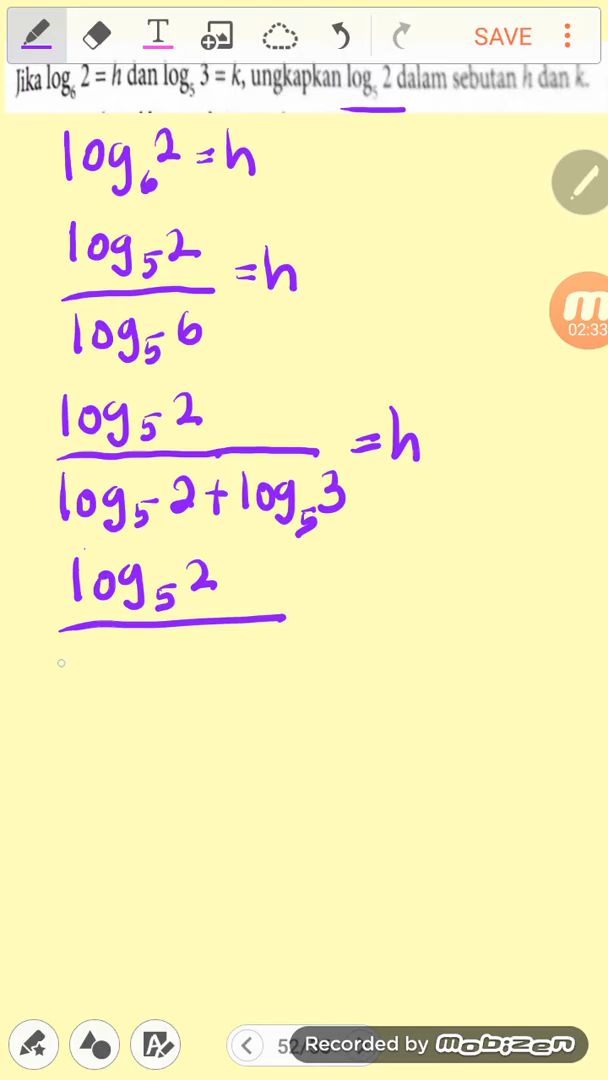 T SAVE
Jika log₆ 2 = h dan log₅ 3 = k, ungkapkan log₅ 2 dalam sebutan h dan k.
log₆ 2 = h
m
02:33
log₅ 2
= h
log₅ 6
log₅ 2
= h
log₅ 2 + log₅ 3
log₅ 2
A
52/
Recorded by mobizen